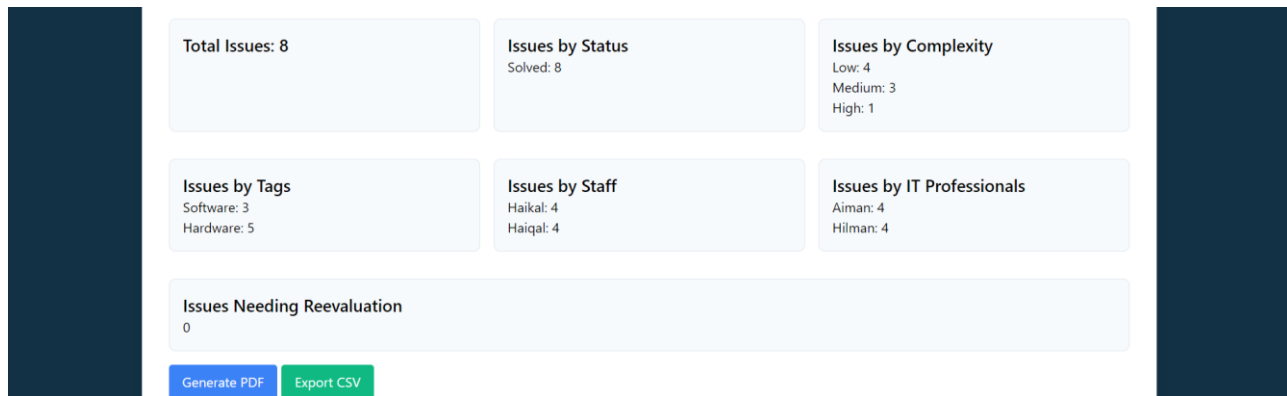 Total Issues: 8
Issues by Status
Solved: 8
Issues by Complexity
Low: 4
Medium: 3
High: 1
Issues by Tags
Software: 3
Hardware: 5
Issues by Staff
Haikal: 4
Haiqal: 4
Issues by IT Professionals
Aiman: 4
Hilman: 4
Issues Needing Reevaluation
0
Generate PDF
Export CSV